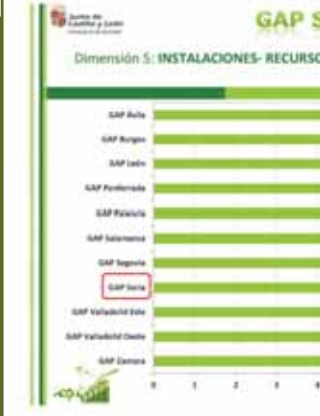 Junta de
Castilla y León
GAP S
Dimensión 5: INSTALACIONES- RECURSO
GAP Ávila
GAP Burgos
GAP León
GAP Ponferrada
GAP Palencia
GAP Salamanca
GAP Segovia
GAP Soria
GAP Valladolid Este
GAP Valladolid Oeste
GAP Zamora
0 1 2 3 4